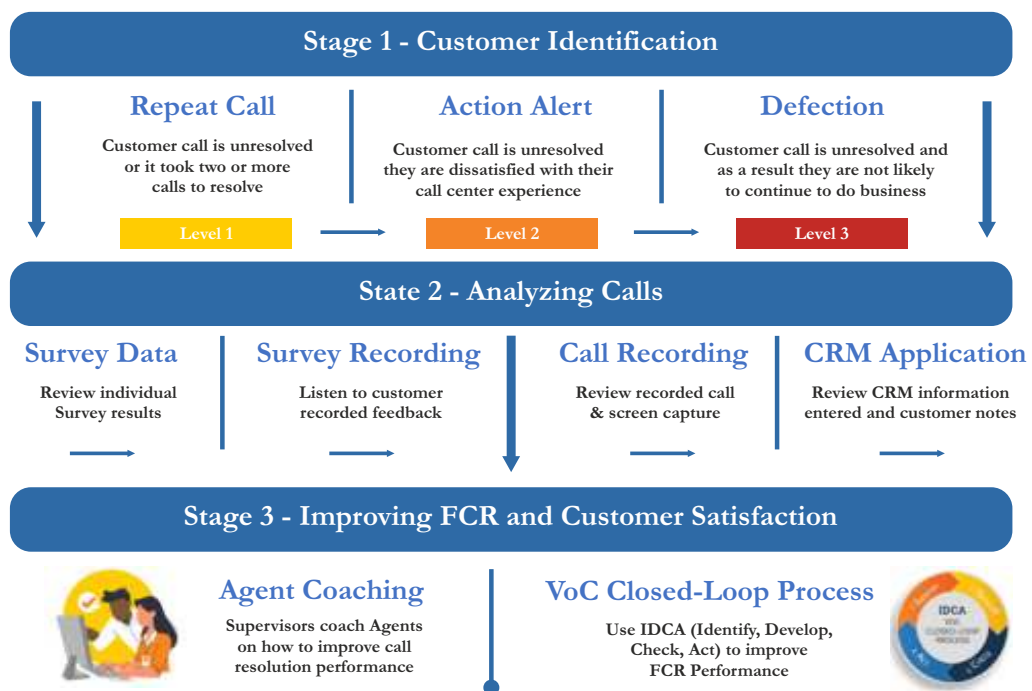 Stage 1 - Customer Identification
Repeat Call
Customer call is unresolved
or it took two or more
calls to resolve
Level 1
Action Alert
Customer call is unresolved
they are dissatisfied with their
call center experience
Level 2
Defection
Customer call is unresolved and
as a result they are not likely
to continue to do business
Level 3
State 2 - Analyzing Calls
Survey Data
Review individual
Survey results
Survey Recording
Listen to customer
recorded feedback
Call Recording
Review recorded call
& screen capture
CRM Application
Review CRM information
entered and customer notes
Stage 3 - Improving FCR and Customer Satisfaction
Agent Coaching
Supervisors coach Agents
on how to improve call
resolution performance
VoC Closed-Loop Process
Use IDCA (Identify, Develop,
Check, Act) to improve
FCR Performance
IDCA
VOC
CLOSED-LOOP
PROCESS
Act